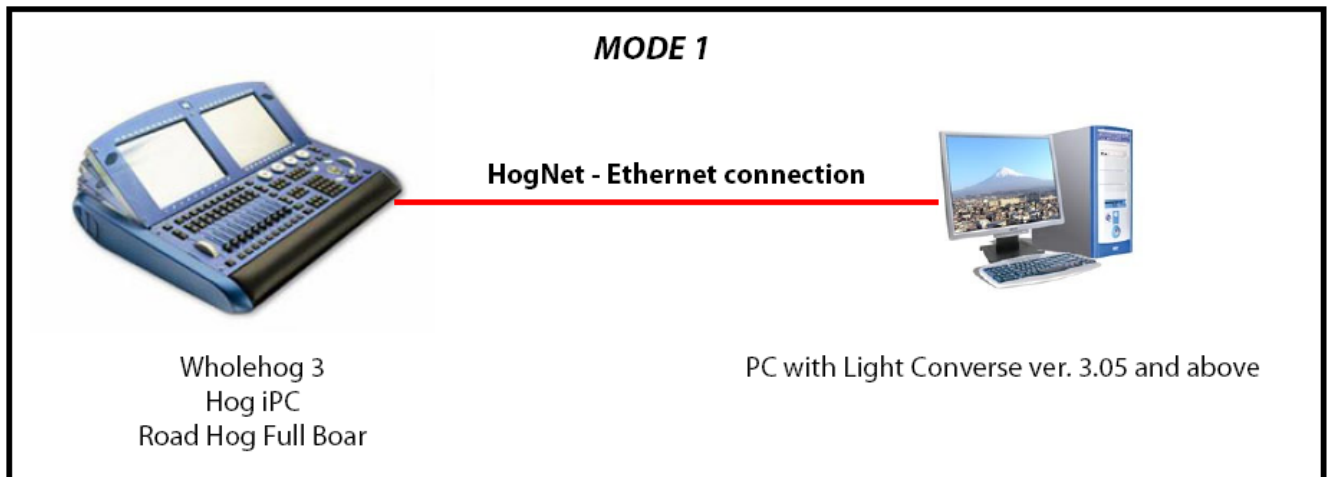 MODE 1
HogNet - Ethernet connection
Wholehog 3
Hog iPC
Road Hog Full Boar
PC with Light Converse ver. 3.05 and above